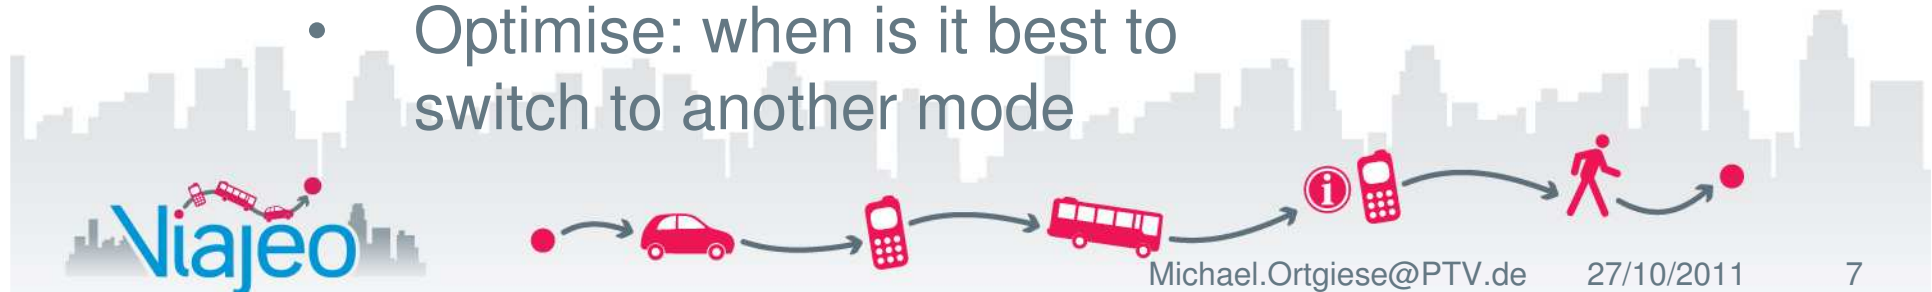 • Optimise: when is it best to
switch to another mode
i
Viajeo
Michael.Ortgiese@PTV.de 27/10/2011 7